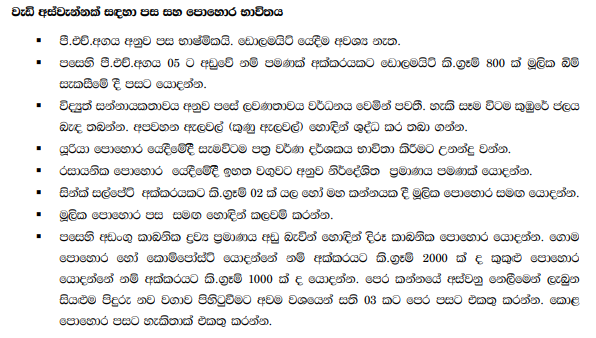 වැඩි අස්වැන්නක් සඳහා පස සහ පොහොර භාවිතය
▪ පී.එච්.අගය අනුව පස භාෂ්මිකයි. ඩොලමයිට් යෙදීම අවශ්‍ය නැත.
▪ පසෙහි පී.එච්.අගය 05 ට අඩුවේ නම් පමණක් අක්කරයකට ඩොලමයිට් කි.ග්‍රෑම් 800 ක් මූලික බිම්
සැකසීමේ දී පසට යොදන්න.
▪ විද්‍යුත් සන්නායකතාවය අනුව පසේ ලවණතාවය වර්ධනය වෙමින් පවතී. හැකි සෑම විටම කුඹුරේ ජලය
බැඳ තබන්න. අපවහන ඇලවල් (කුණු ඇලවල්) හොඳින් ශුද්ධ කර තබා ගන්න.
▪ යූරියා පොහොර යෙදීමේදී සැමවිටම පත්‍ර වර්ණ දර්ශකය භාවිතා කිරීමට උනන්දු වන්න.
▪ රසායනික පොහොර යෙදීමේදී ඉහත වගුවට අනුව නිර්දේශිත ප්‍රමාණය පමණක් යොදන්න.
▪ සින්ක් සල්පේට් අක්කරයකට කි.ග්‍රෑම් 02 ක් යල හෝ මහ කන්නයක දී මූලික පොහොර සමඟ යොදන්න.
▪ මූලික පොහොර පස සමඟ හොඳින් කලවම් කරන්න.
▪ පසෙහි අඩංගු කාබනික ද්‍රව්‍ය ප්‍රමාණය අඩු බැවින් හොඳින් දිරූ කාබනික පොහොර යොදන්න. ගොම
පොහොර හෝ කොම්පෝස්ට් යොදන්නේ නම් අක්කරයට කි.ග්‍රෑම් 2000 ක් ද කුකුළු පොහොර
යොදන්නේ නම් අක්කරයට කි.ග්‍රෑම් 1000 ක් ද යොදන්න. පෙර කන්නයේ අස්වනු නෙලීමෙන් ලැබුන
සියළුම පිදුරු නව වගාව පිහිටුවීමට අවම වශයෙන් සති 03 කට පෙර පසට එකතු කරන්න. කොළ
පොහොර පසට හැකිතාක් එකතු කරන්න.